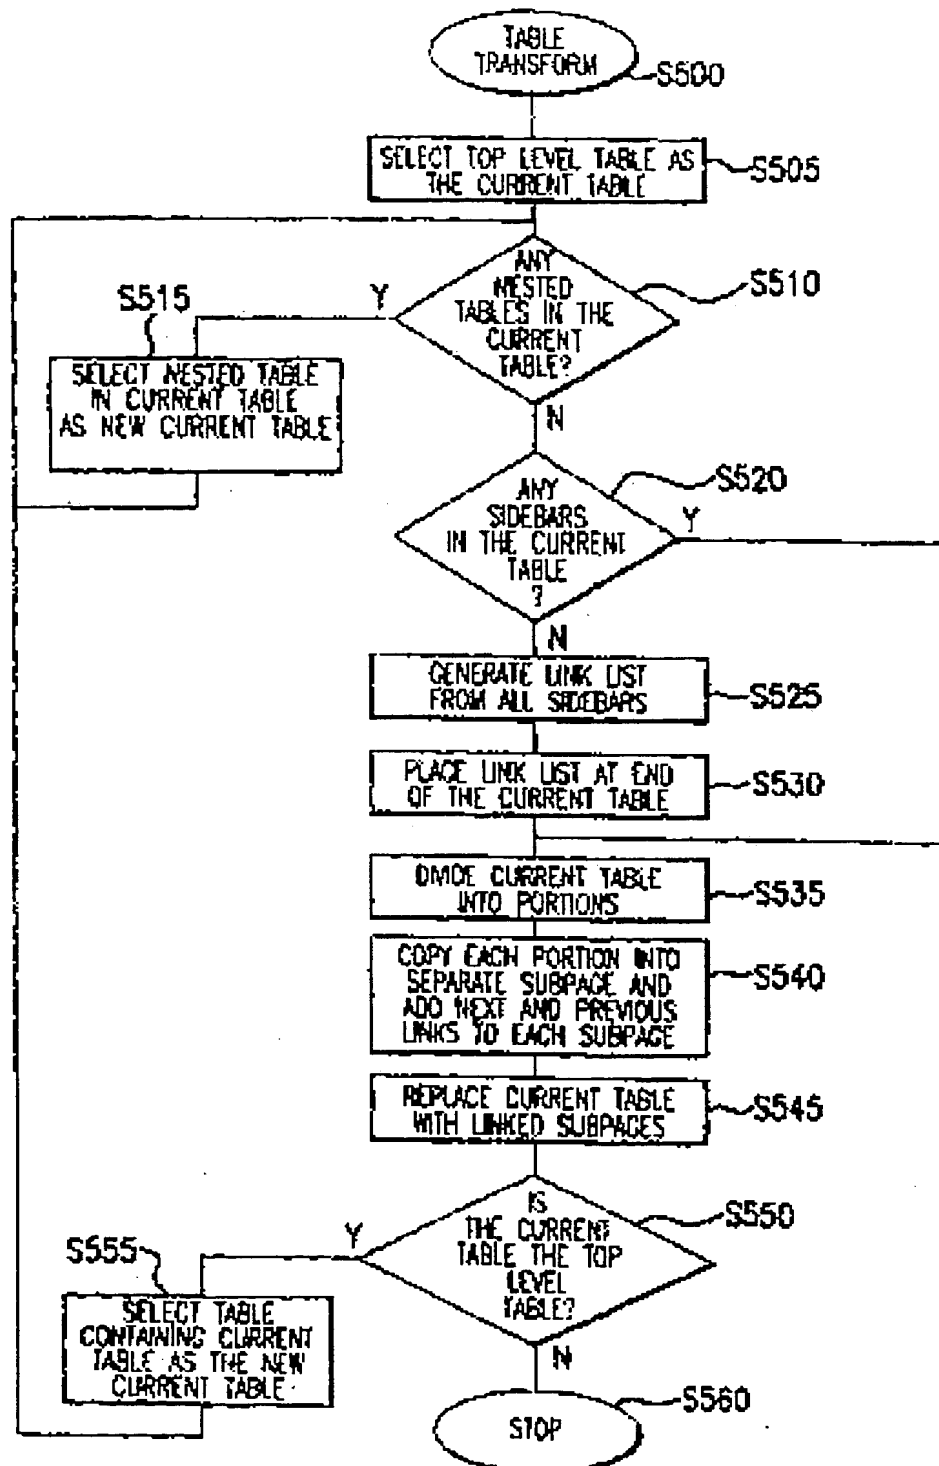 TABLE
TRANSFORM
S500
SELECT TOP LEVEL TABLE AS
THE CURRENT TABLE
S505
ANY
NESTED
TABLES IN THE
CURRENT
TABLE?
S510
Y
S515
SELECT NESTED TABLE
IN CURRENT TABLE
AS NEW CURRENT TABLE
N
ANY
SIDEBARS
IN THE CURRENT
TABLE
?
S520
Y
N
GENERATE LINK LIST
FROM ALL SIDEBARS
S525
PLACE LINK LIST AT END
OF THE CURRENT TABLE
S530
DIVIDE CURRENT TABLE
INTO PORTIONS
S535
COPY EACH PORTION INTO
SEPARATE SUBPAGE AND
ADD NEXT AND PREVIOUS
LINKS TO EACH SUBPAGE
S540
REPLACE CURRENT TABLE
WITH LINKED SUBPAGES
S545
IS
THE CURRENT
TABLE THE TOP
LEVEL
TABLE?
S550
Y
S555
SELECT TABLE
CONTAINING CURRENT
TABLE AS THE NEW
CURRENT TABLE
N
STOP
S560